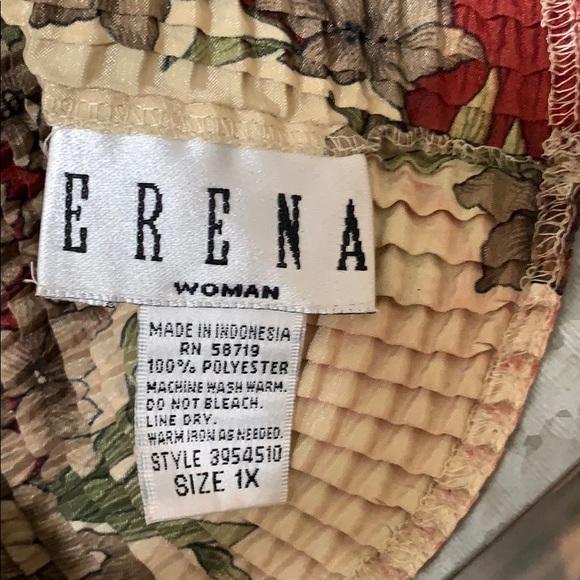 ERENA
WOMAN
MADE IN INDONESIA
RN 58719
100% POLYESTER
MACHINE WASH WARM.
DO NOT BLEACH.
LINE DRY.
WARM IRON AS NEEDED.
STYLE 3954510
SIZE 1X